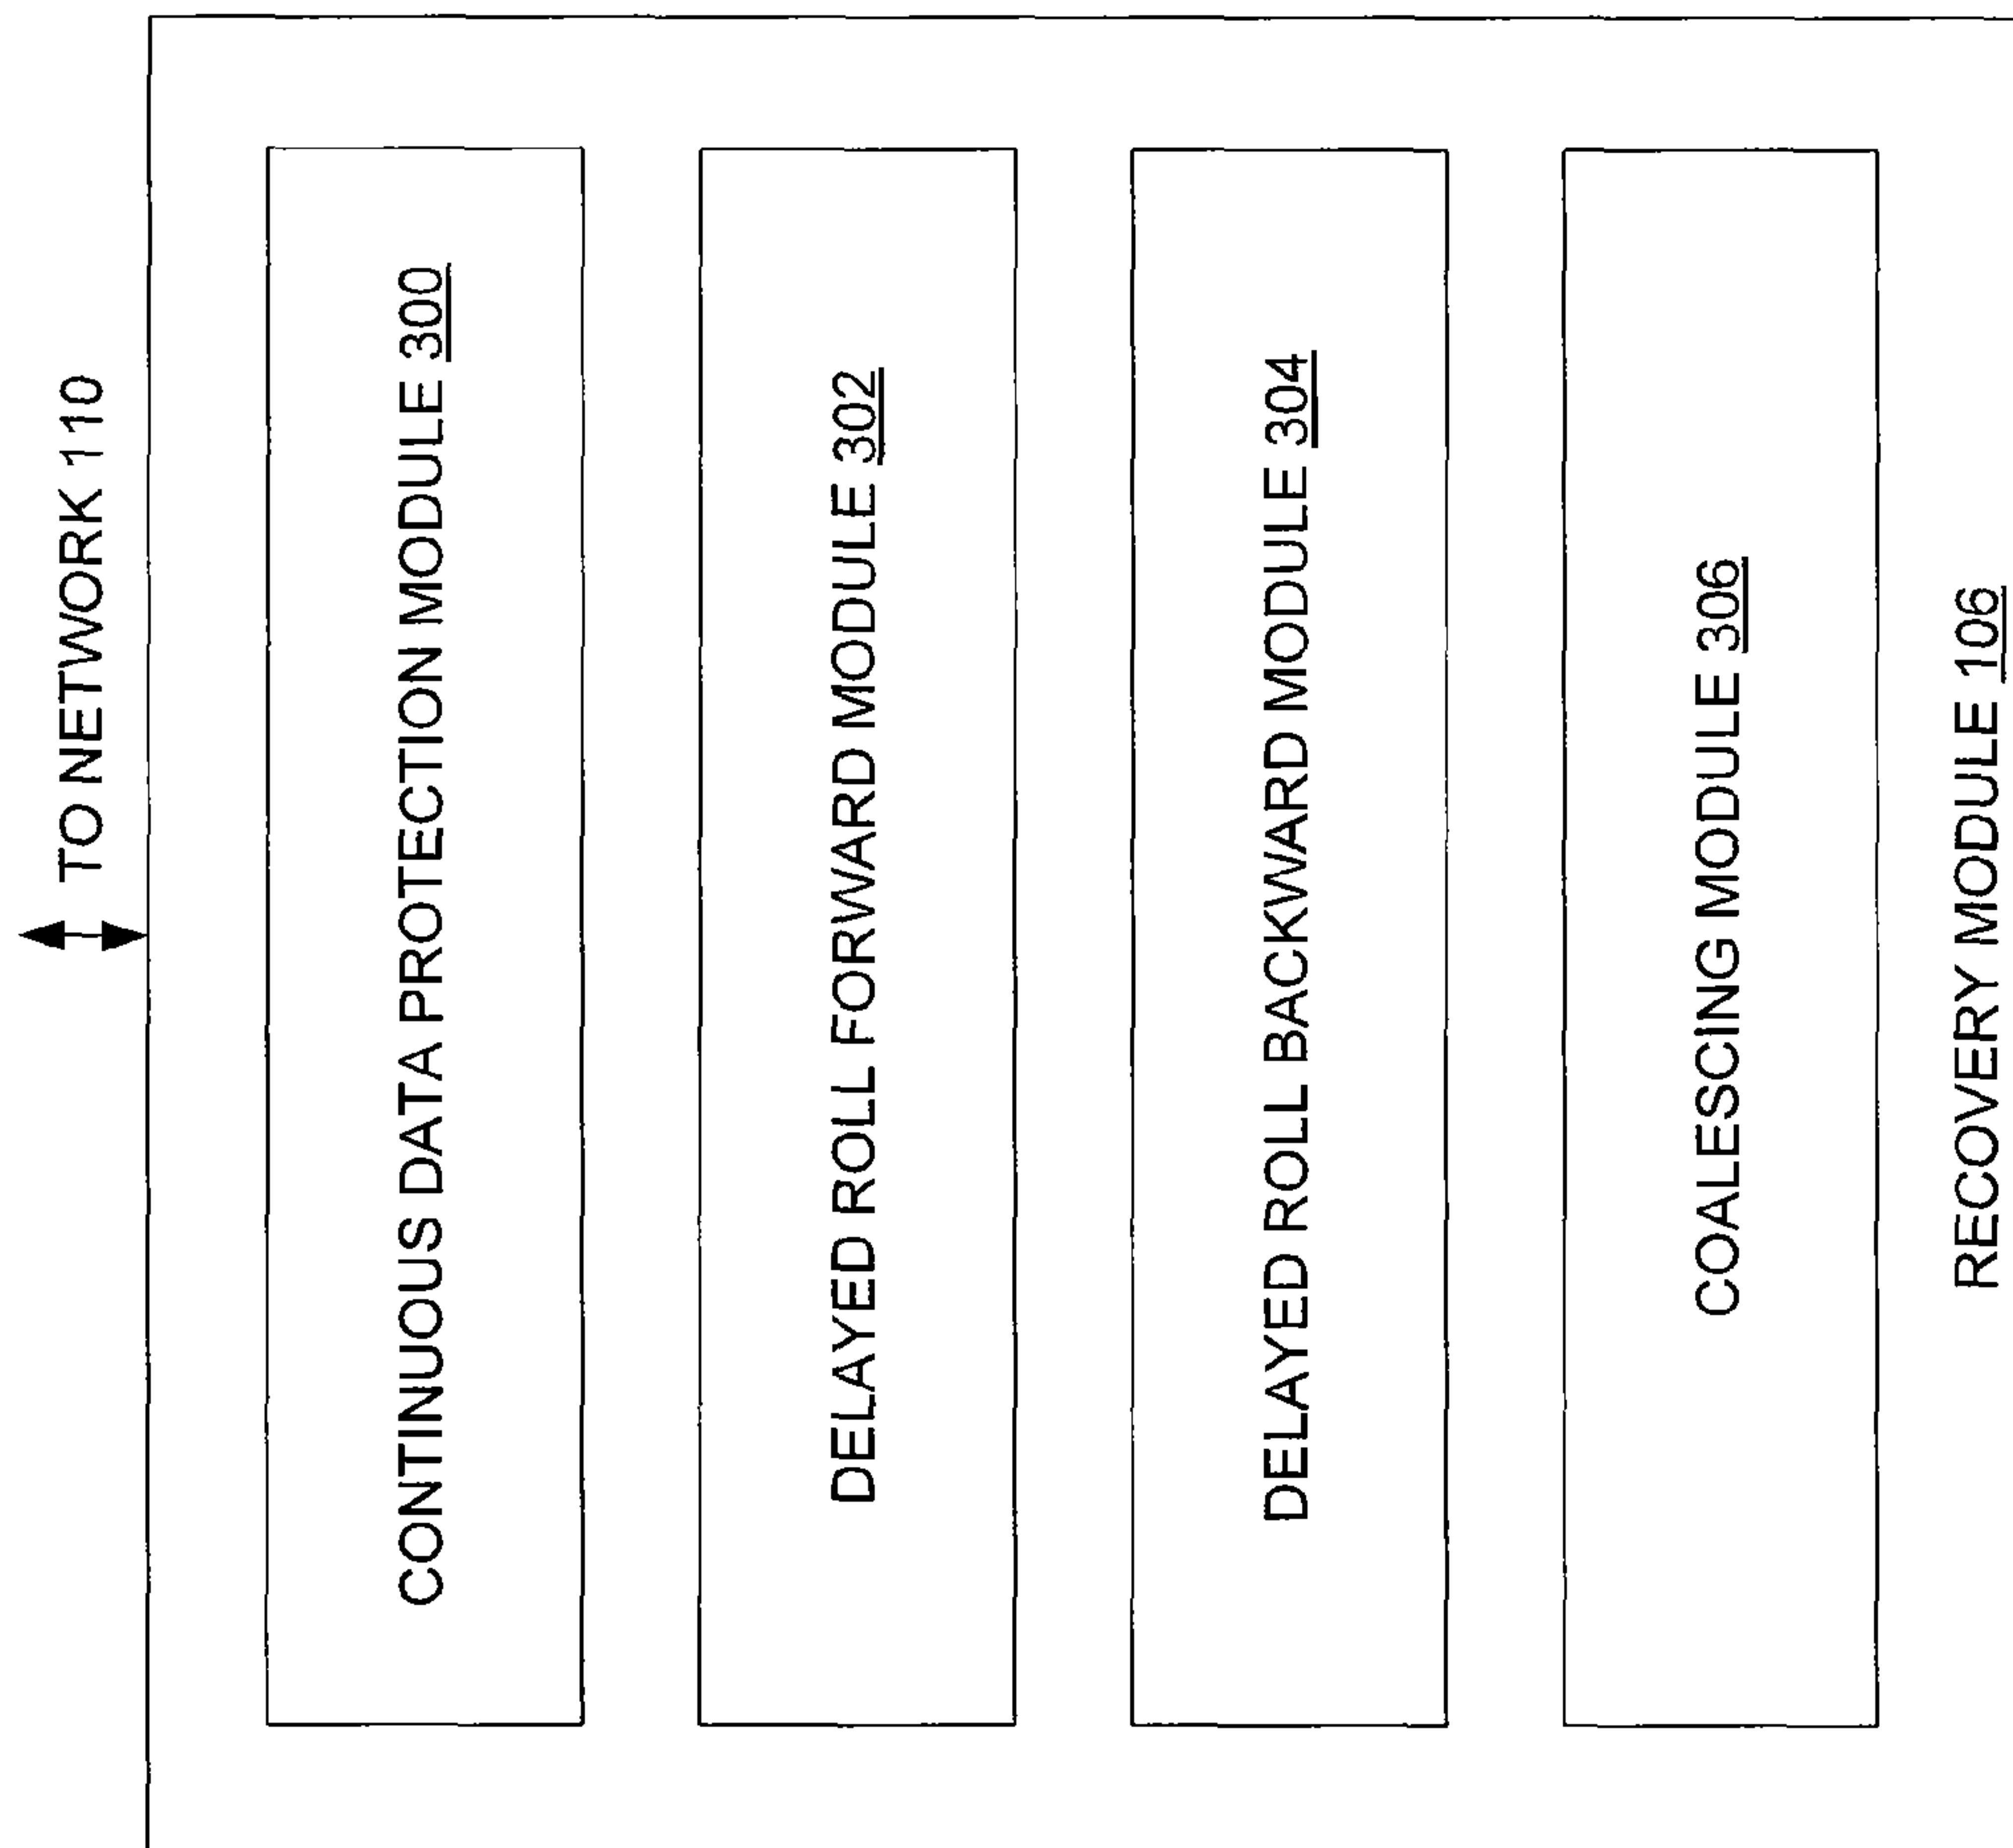 TO NETWORK 110
CONTINUOUS DATA PROTECTION MODULE 300
DELAYED ROLL FORWARD MODULE 302
DELAYED ROLL BACKWARD MODULE 304
COALESCING MODULE 306
RECOVERY MODULE 106